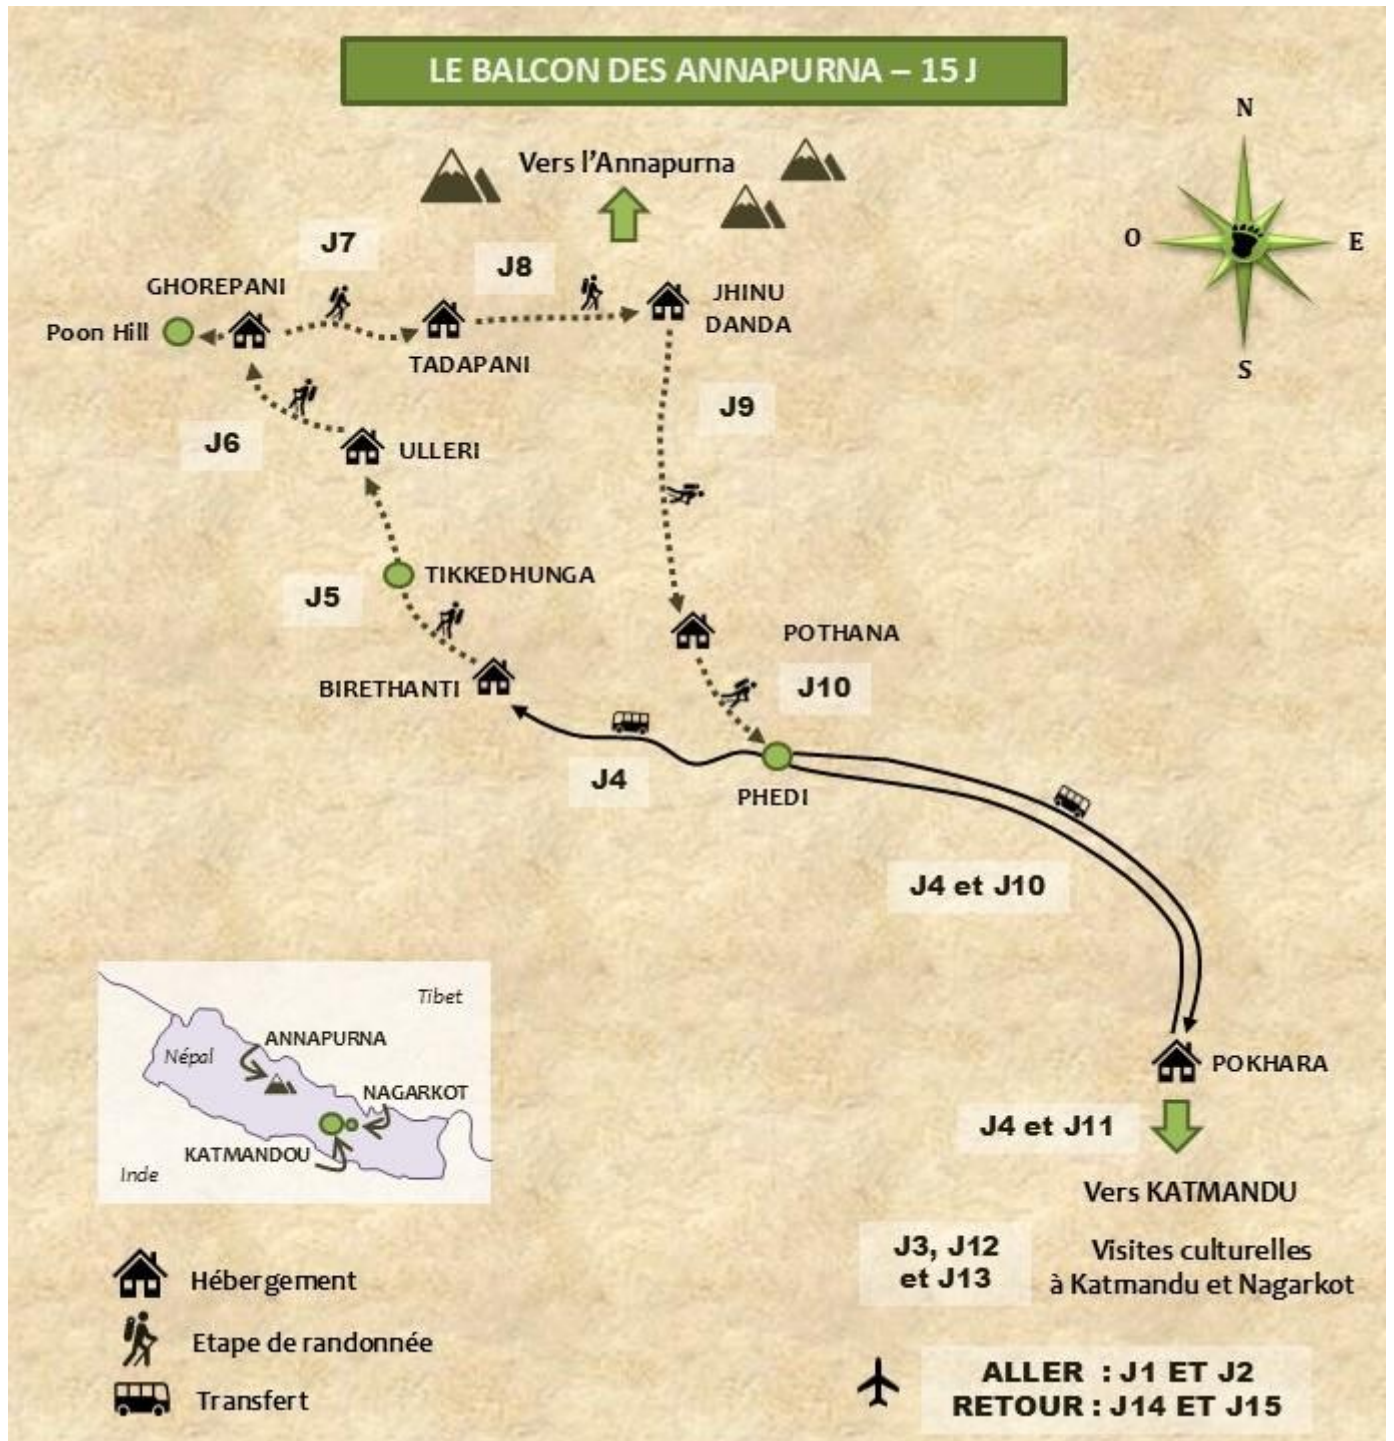 LE BALCON DES ANNAPURNA – 15 J
N
Vers l'Annapurna
O
E
J7
J8
GHOREPANI
JHINU
DANDA
Poon Hill
TADAPANI
S
J9
J6
ULLERI
TIKKEDHUNGA
J5
POTHANA
BIRETHANTI
J10
J4
PHEDI
J4 et J10
Tibet
Népal
ANNAPURNA
NAGARKOT
KATMANDOU
Inde
POKHARA
J4 et J11
Vers KATMANDU
J3, J12
et J13
Visites culturelles
à Katmandu et Nagarkot
Hébergement
Etape de randonnée
Transfert
ALLER : J1 ET J2
RETOUR : J14 ET J15